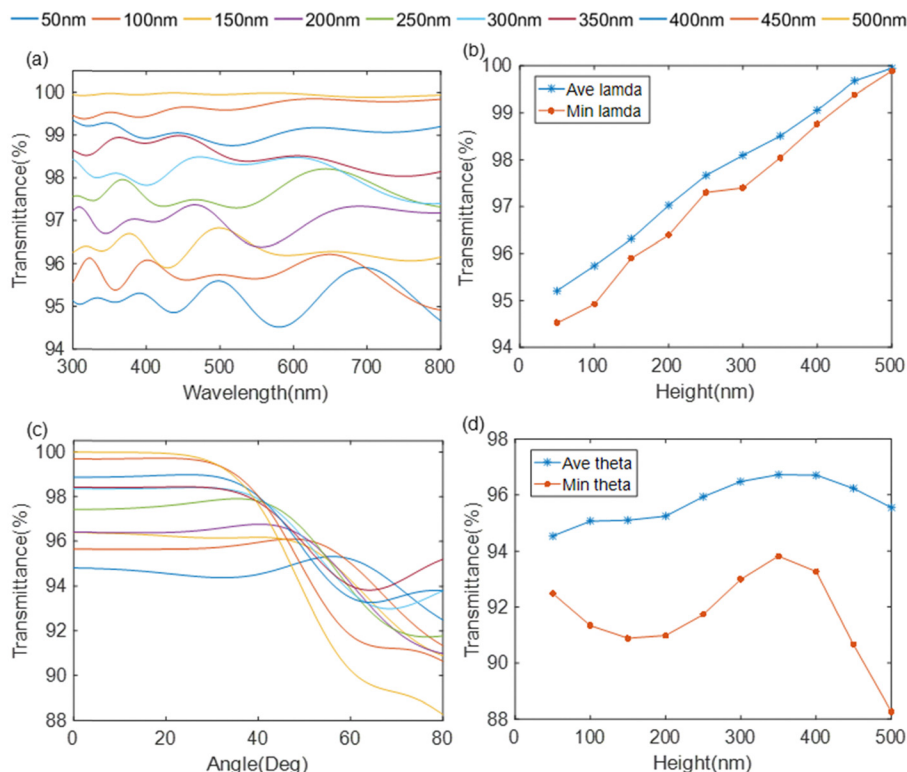 50nm 100nm 150nm 200nm 250nm 300nm 350nm 400nm 450nm 500nm
(a)
Transmittance(%)
100
99
98
97
96
95
94
300 400 500 600 700 800
Wavelength(nm)
(b)
Transmittance(%)
Ave lamda
Min lamda
100
99
98
97
96
95
94
0 100 200 300 400 500
Height(nm)
(c)
Transmittance(%)
100
98
96
94
92
90
88
0 20 40 60 80
Angle(Deg)
(d)
Transmittance(%)
Ave theta
Min theta
98
96
94
92
90
88
0 100 200 300 400 500
Height(nm)